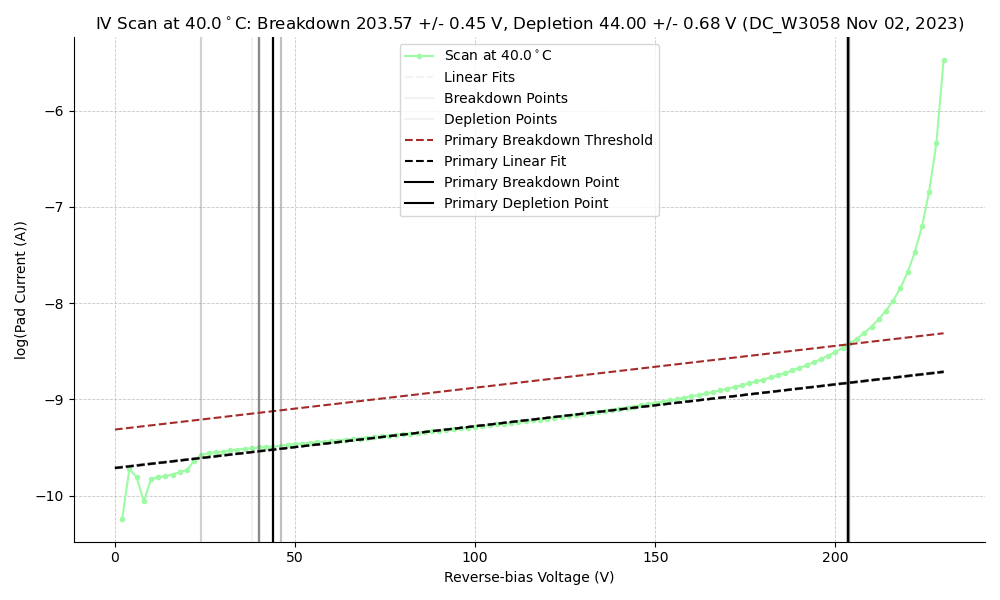 IV Scan at 40.0°C: Breakdown 203.57 +/- 0.45 V, Depletion 44.00 +/- 0.68 V (DC_W3058 Nov 02, 2023)
Scan at 40.0°C
Linear Fits
Breakdown Points
Depletion Points
Primary Breakdown Threshold
Primary Linear Fit
Primary Breakdown Point
Primary Depletion Point
log(Pad Current (A))
−6
−7
−8
−9
−10
0
50
100
150
200
Reverse-bias Voltage (V)